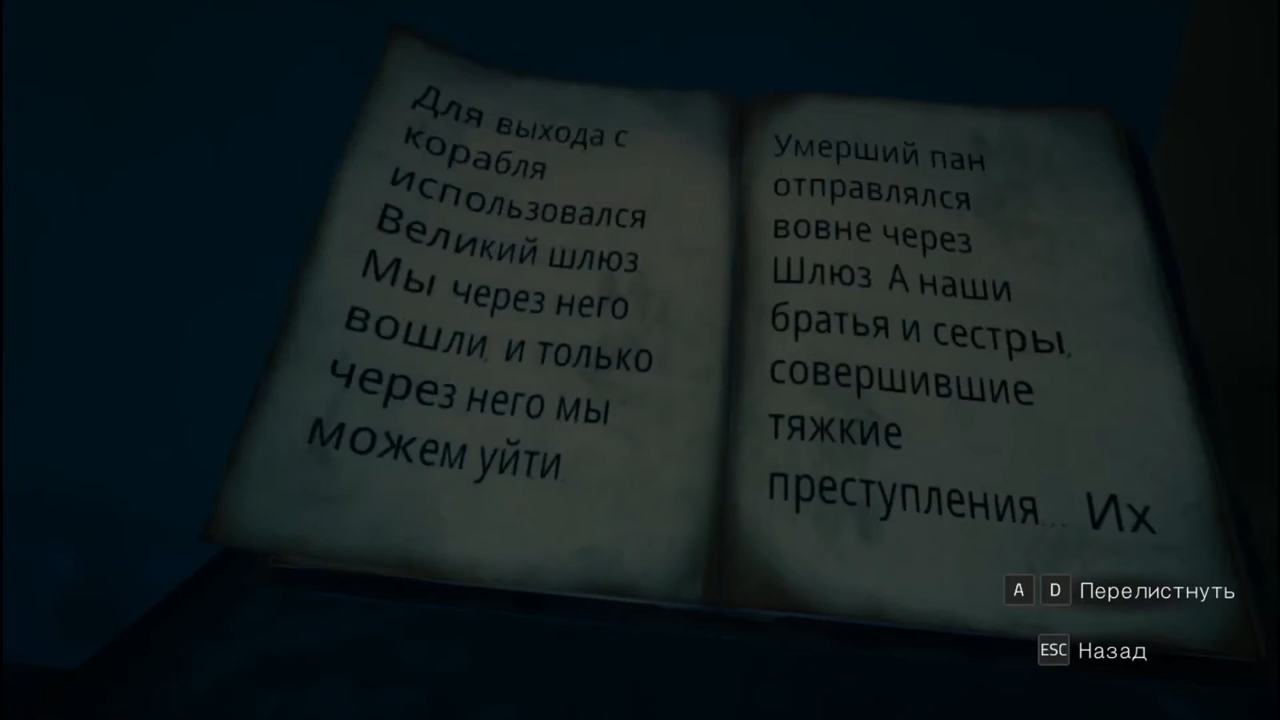 Для выхода с
корабля
использовался
Великий шлюз
Мы через него
вошли, и только
через него мы
можем уйти.
Умерший пан
отправлялся
вовне через
Шлюз. А наши
братья и сестры,
совершившие
тяжкие
преступления... Их
A D Перелистнуть
ESC Назад